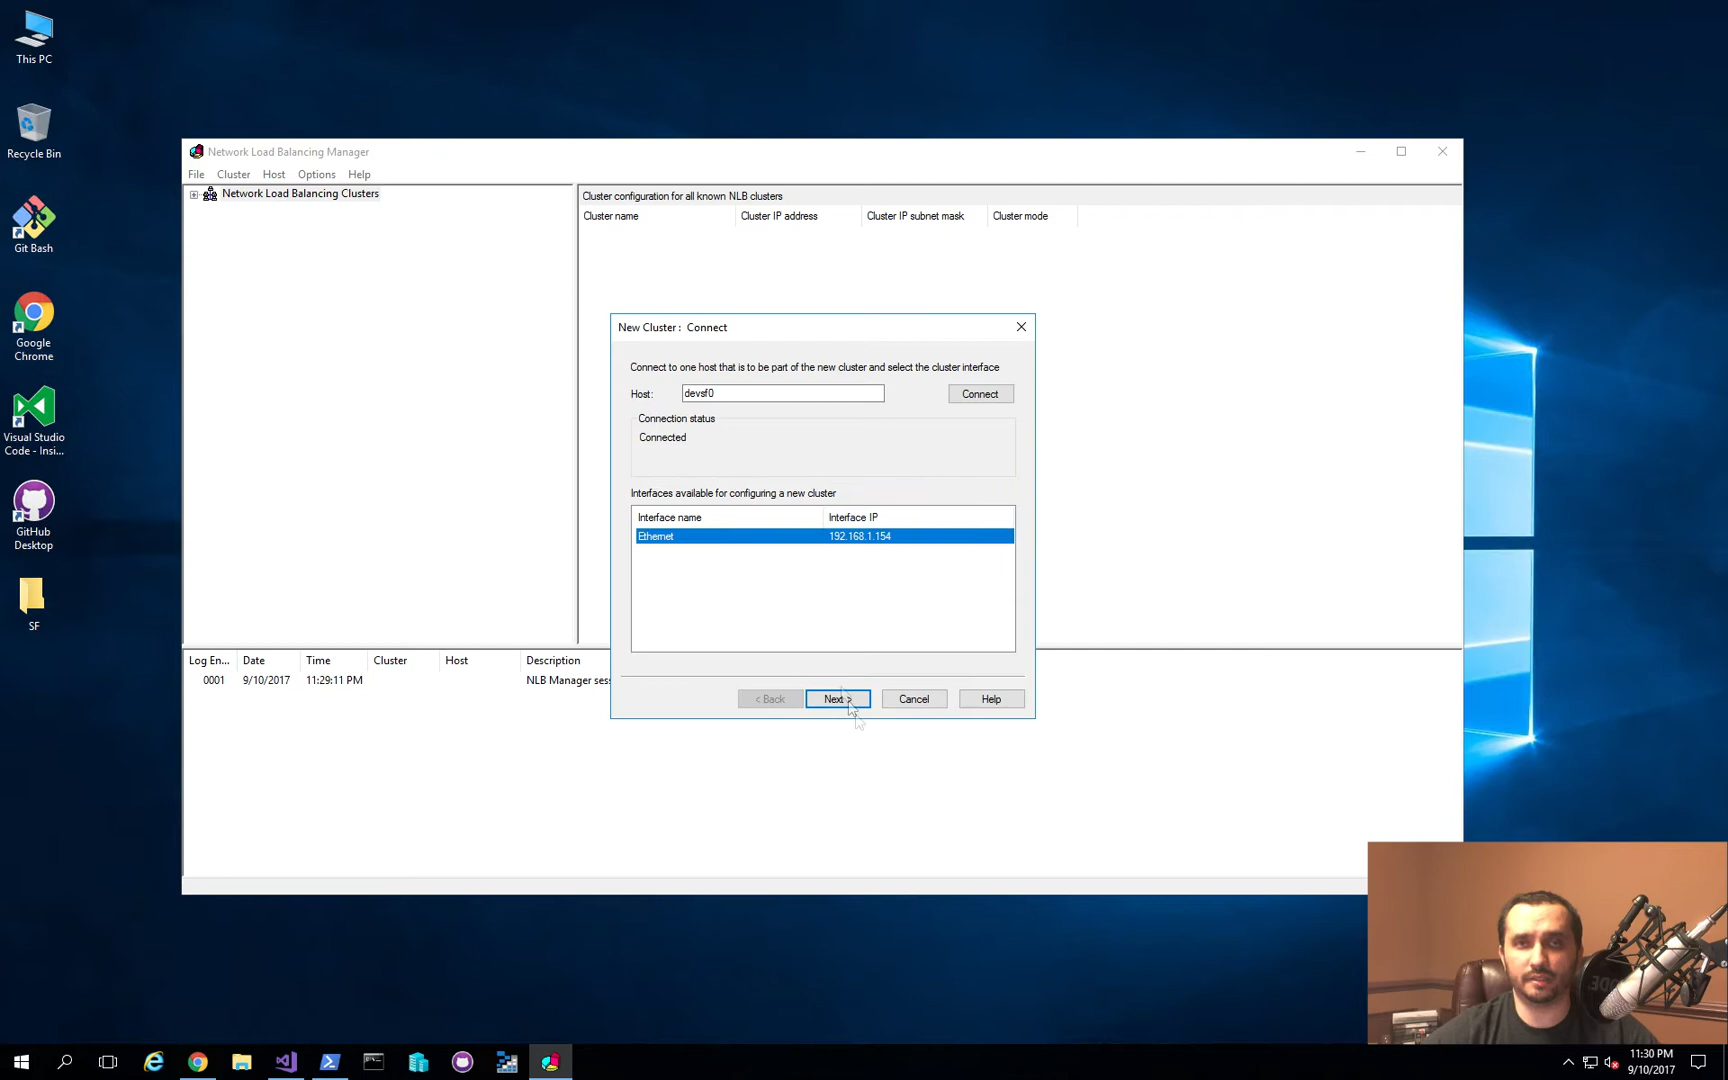 This PC
Recycle Bin
Git Bash
Google
Chrome
Visual Studio
Code - Insi...
GitHub
Desktop
SF
Network Load Balancing Manager
File Cluster Host Options Help
Network Load Balancing Clusters
Cluster configuration for all known NLB clusters
Cluster name Cluster IP address Cluster IP subnet mask Cluster mode
New Cluster : Connect
Connect to one host that is to be part of the new cluster and select the cluster interface
Host: devsf0 Connect
Connection status
Connected
Interfaces available for configuring a new cluster
Interface name Interface IP
Ethernet 192.168.1.154
< Back Next > Cancel Help
Log En... Date Time Cluster Host Description
0001 9/10/2017 11:29:11 PM NLB Manager ses
11:30 PM
9/10/2017